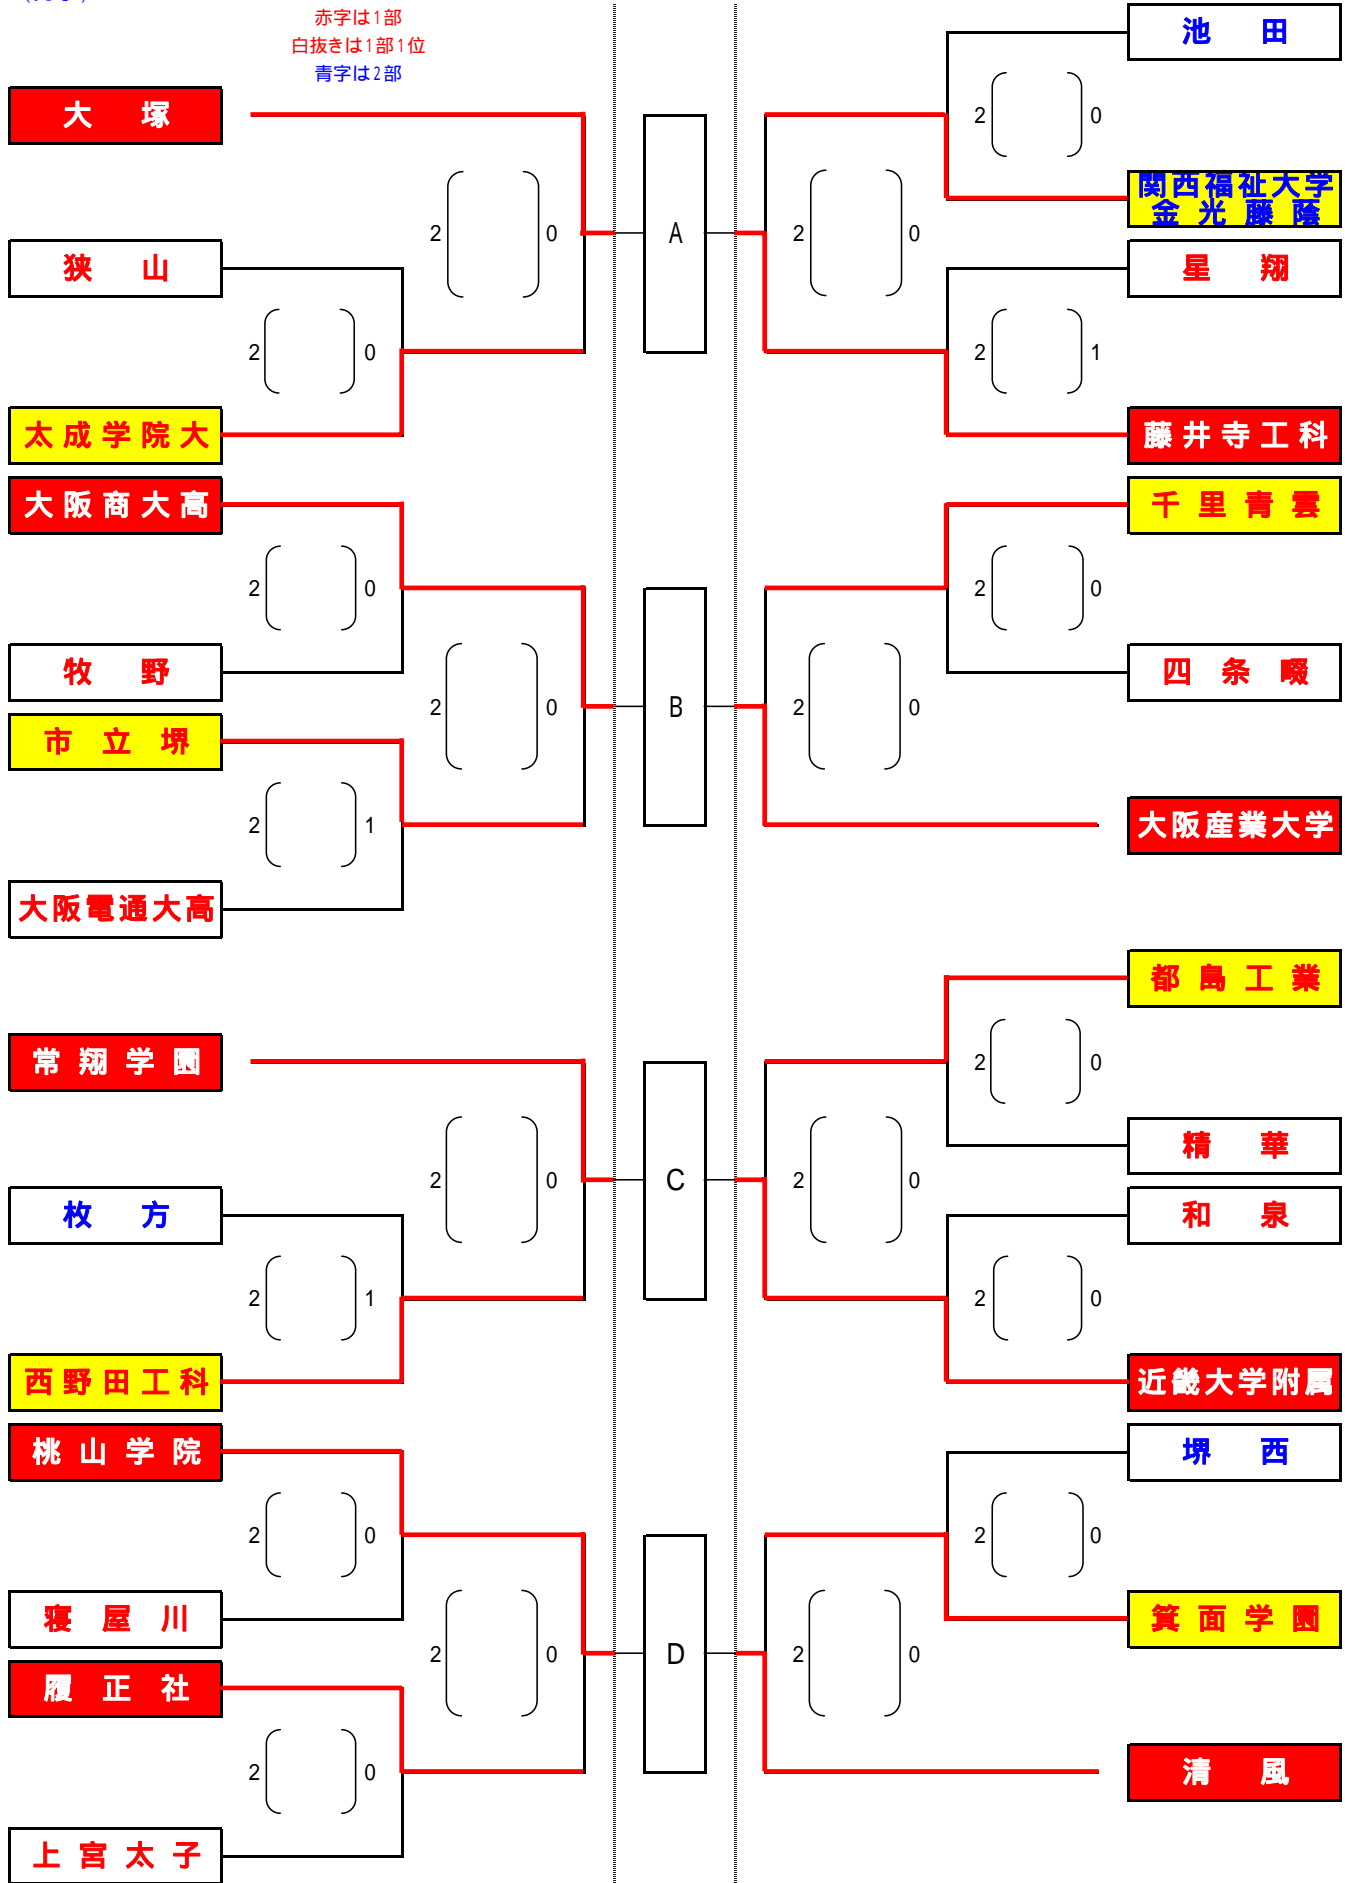 赤字は1部
白抜きは1部1位
青字は2部
大塚
狭山
太成学院大
2 0
2 0
A
2 0
池田
2 0
関西福祉大学
金光藤蔭
星翔
2 1
藤井寺工科
大阪商大高
2 0
牧野
市立堺
2 1
大阪電通大高
2 0
B
2 0
千里青雲
2 0
四条畷
大阪産業大学
常翔学園
枚方
2 1
西野田工科
2 0
C
2 0
都島工業
2 0
精華
和泉
2 0
近畿大学附属
桃山学院
2 0
寝屋川
履正社
2 0
上宮太子
2 0
D
2 0
堺西
2 0
箕面学園
清風